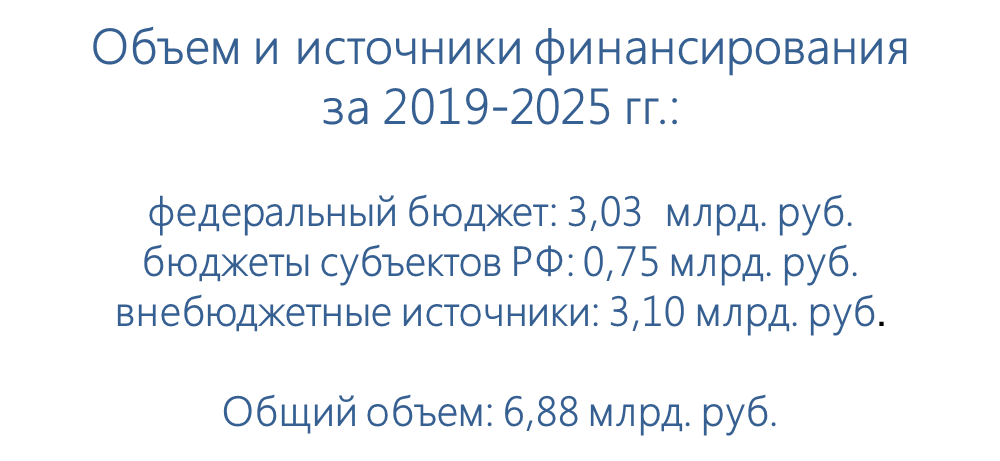 Объем и источники финансирования
за 2019-2025 гг.:
федеральный бюджет: 3,03 млрд. руб.
бюджеты субъектов РФ: 0,75 млрд. руб.
внебюджетные источники: 3,10 млрд. руб.
Общий объем: 6,88 млрд. руб.